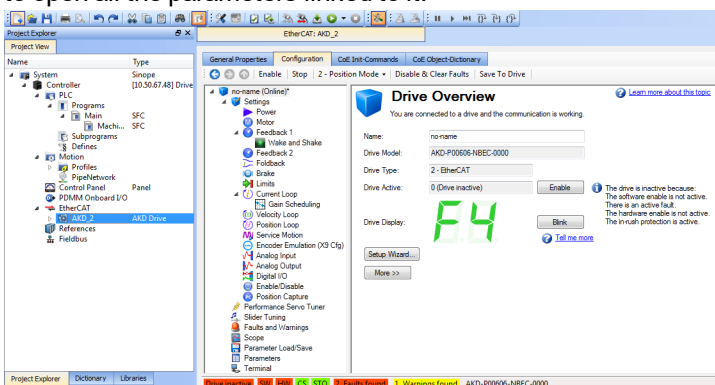 to open all the parameters linked to it.
Project Explorer
EtherCAT: AKD_2
Project View
Name Type
System Sinope
Controller [10.50.67.48] Drive
PLC
Programs
Main SFC
Machi... SFC
Subprograms
Defines
Motion
Profiles
PipeNetwork
Control Panel Panel
PDMM Onboard I/O
EtherCAT
AKD_2 AKD Drive
References
Fieldbus
Project Explorer Dictionary Libraries
General Properties Configuration CoE Init-Commands CoE Object-Dictionary
Enable Stop 2 - Position Mode Disable & Clear Faults Save To Drive
no-name (Online)*
Settings
Power
Motor
Feedback 1
Wake and Shake
Feedback 2
Foldback
Brake
Limits
Current Loop
Gain Scheduling
Velocity Loop
Position Loop
Service Motion
Encoder Emulation (X9 Cfg)
Analog Input
Analog Output
Digital I/O
Enable/Disable
Position Capture
Performance Servo Tuner
Slider Tuning
Faults and Warnings
Scope
Parameter Load/Save
Parameters
Terminal
Drive Overview
Learn more about this topic
You are connected to a drive and the communication is working.
Name: no-name
Drive Model: AKD-P00606-NBEC-0000
Drive Type: 2 - EtherCAT
Drive Active: 0 (Drive inactive) Enable
The drive is inactive because:
The software enable is not active.
There is an active fault.
The hardware enable is not active.
The in-rush protection is active.
Drive Display: F4 Blink
Tell me more
Setup Wizard...
More >>
Drive inactive SW HW CS STO 2 Faults found 1 Warnings found AKD-P00606-NBEC-0000